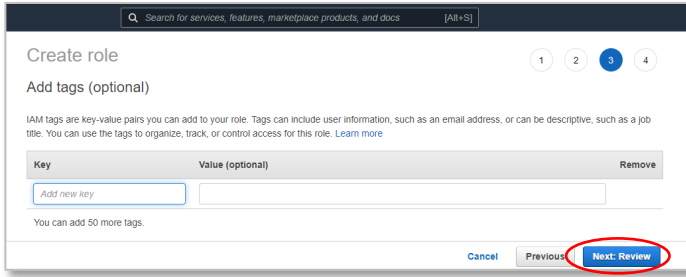 Search for services, features, marketplace products, and docs [Alt+S]
Create role
1 2 3 4
Add tags (optional)
IAM tags are key-value pairs you can add to your role. Tags can include user information, such as an email address, or can be descriptive, such as a job
title. You can use the tags to organize, track, or control access for this role. Learn more
Key Value (optional) Remove
Add new key
You can add 50 more tags.
Cancel Previous Next: Review